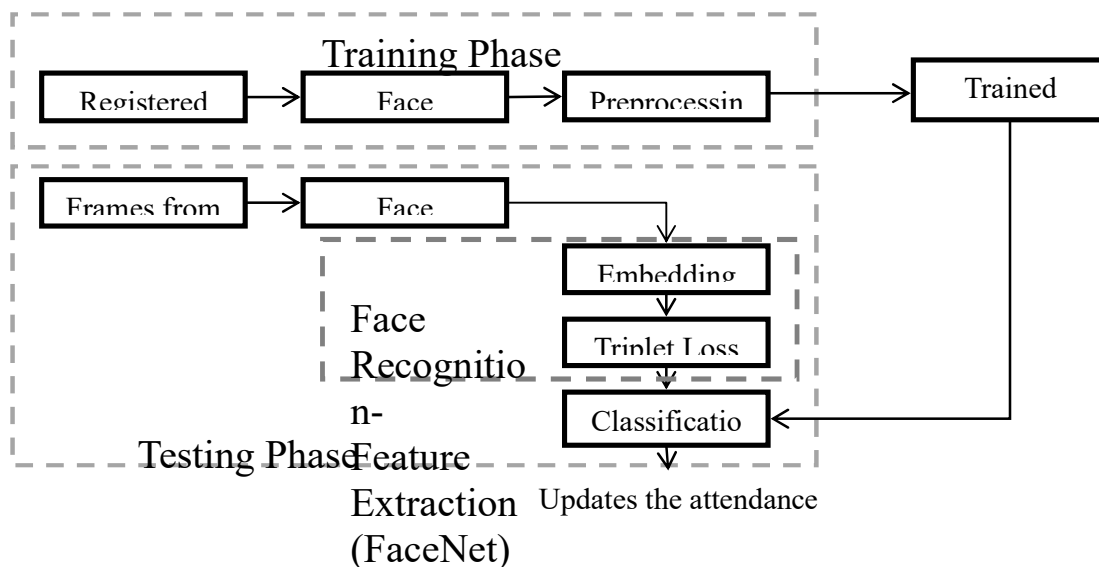 Training Phase
Registered
Face
Preprocessin
Trained
Frames from
Face
Embedding
Triplet Loss
Classificatio
Face
Recognitio
n-
Feature
Extraction
(FaceNet)
Testing Phase
Updates the attendance